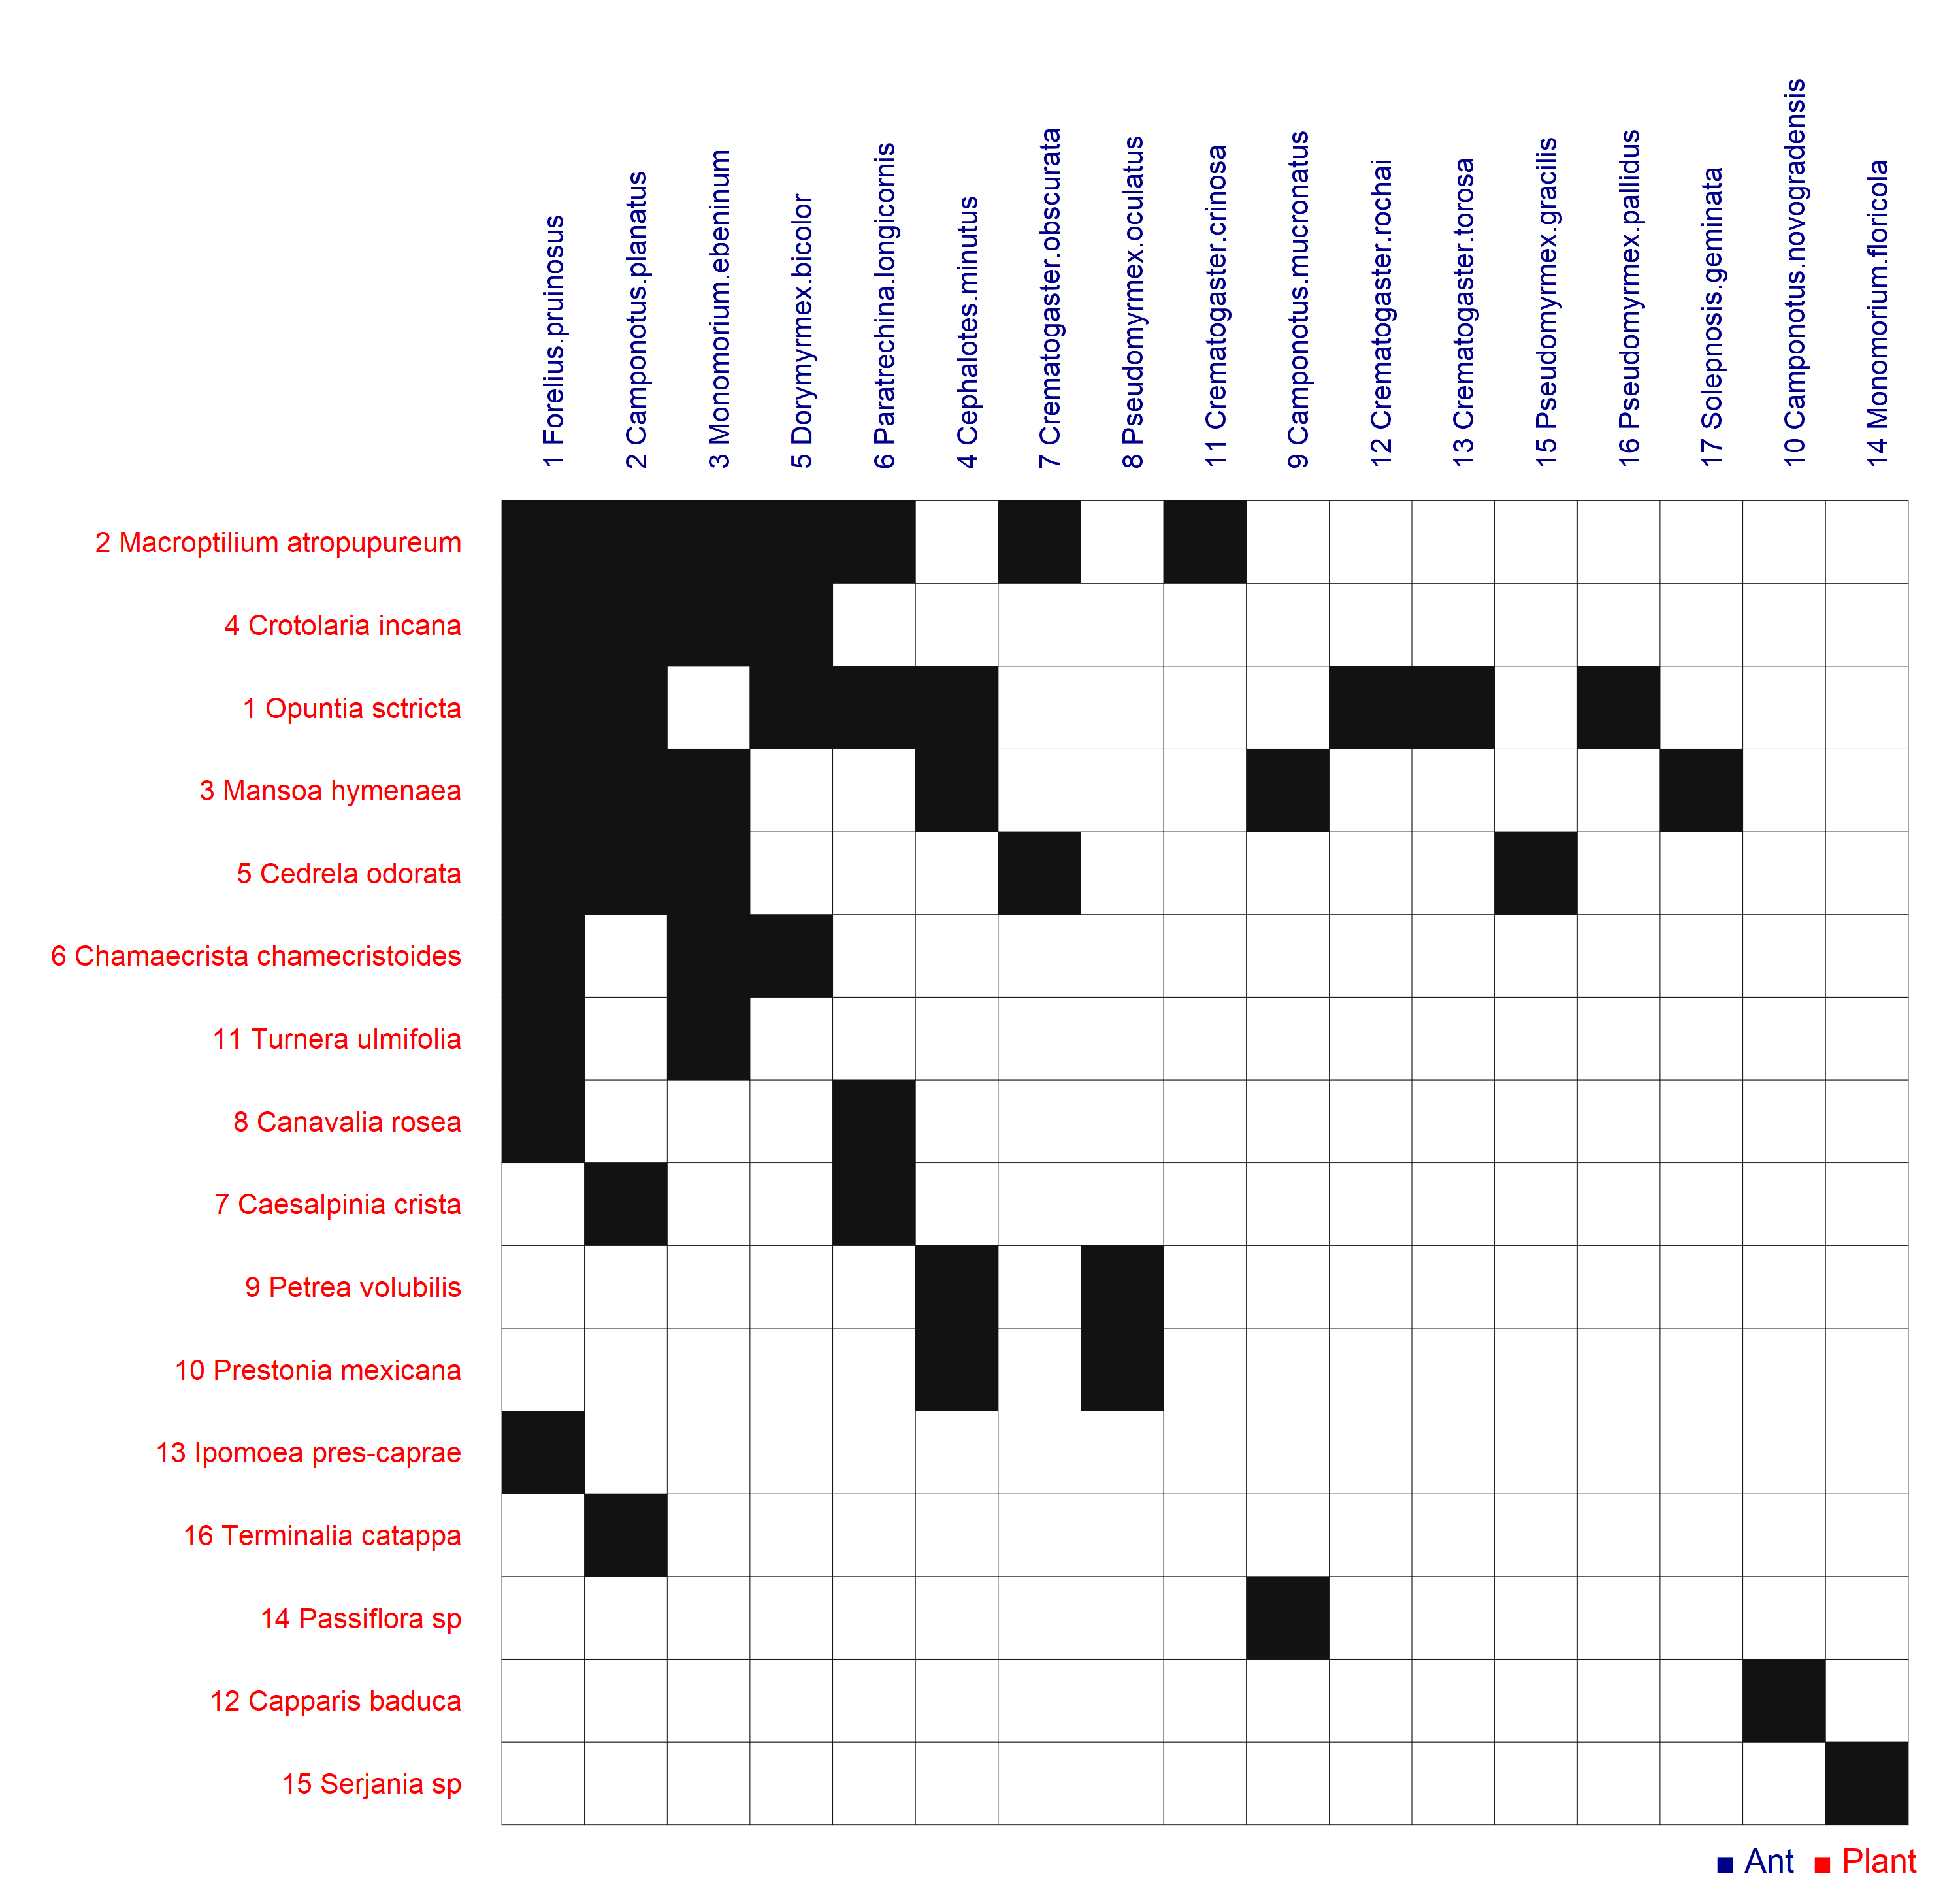 1 Forelius.pruinosus
2 Camponotus.planatus
3 Monomorium.ebeninum
5 Dorymyrmex.bicolor
6 Paratrechina.longicornis
4 Cephalotes.minutus
7 Crematogaster.obscurata
8 Pseudomyrmex.oculatus
11 Crematogaster.crinosa
9 Camponotus.mucronatus
12 Crematogaster.rochai
13 Crematogaster.torosa
15 Pseudomyrmex.gracilis
16 Pseudomyrmex.pallidus
17 Solepnosis.geminata
10 Camponotus.novogradensis
14 Monomorium.floricola
2 Macroptilium atropupureum
4 Crotolaria incana
1 Opuntia sctricta
3 Mansoa hymenaea
5 Cedrela odorata
6 Chamaecrista chamecristoides
11 Turnera ulmifolia
8 Canavalia rosea
7 Caesalpinia crista
9 Petrea volubilis
10 Prestonia mexicana
13 Ipomoea pres-caprae
16 Terminalia catappa
14 Passiflora sp
12 Capparis baduca
15 Serjania sp
Ant Plant